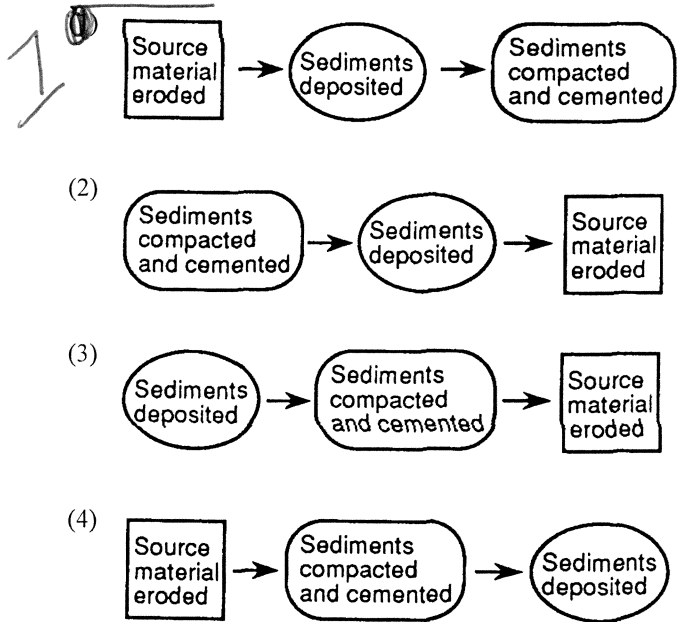 1
Source
material
eroded
Sediments
deposited
Sediments
compacted
and cemented
(2)
Sediments
compacted
and cemented
Sediments
deposited
Source
material
eroded
(3)
Sediments
deposited
Sediments
compacted
and cemented
Source
material
eroded
(4)
Source
material
eroded
Sediments
compacted
and cemented
Sediments
deposited